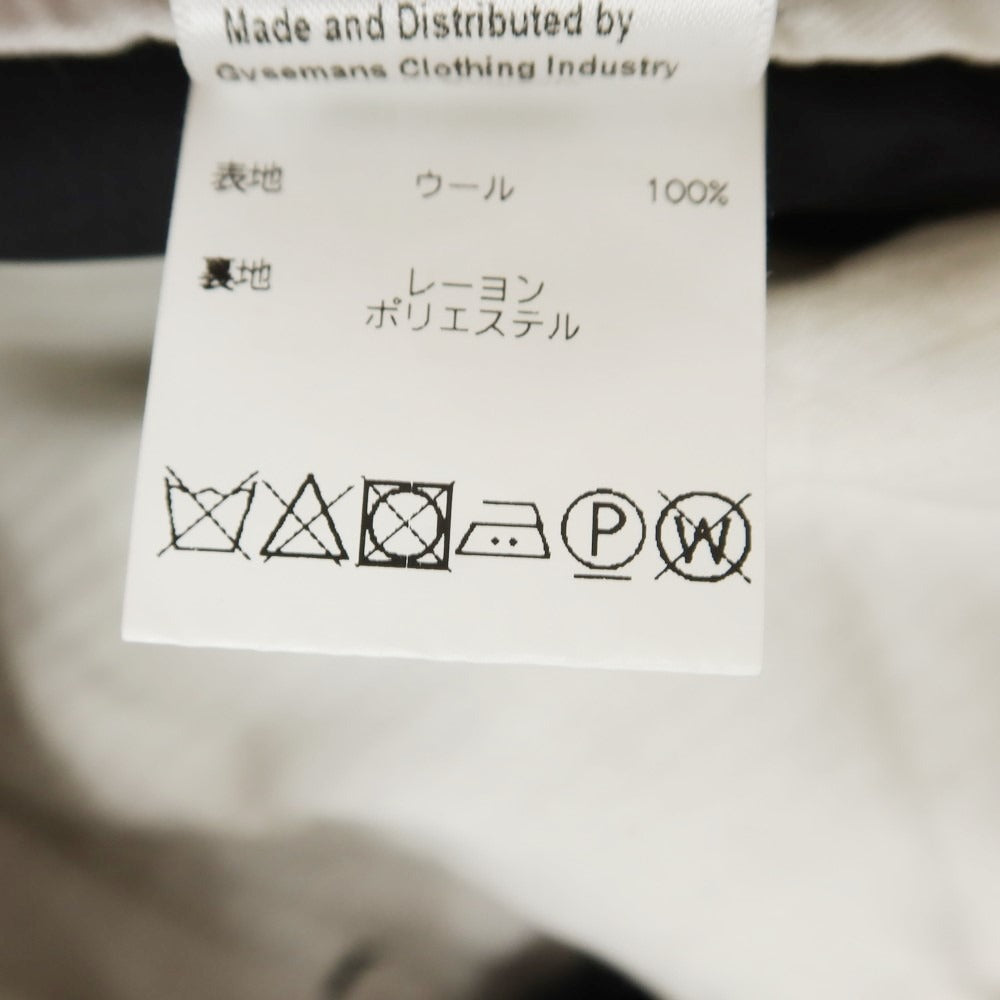 Made and Distributed by
Gysemans Clothing Industry
表地 ウール 100%
裏地 レーヨン
ポリエステル
P W